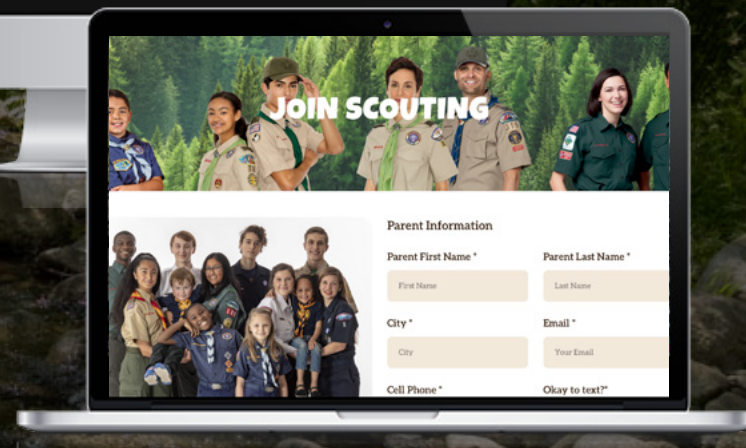 JOIN SCOUTING
Parent Information
Parent First Name * Parent Last Name *
First Name Last Name
City * Email *
City Your Email
Cell Phone * Okay to text?*